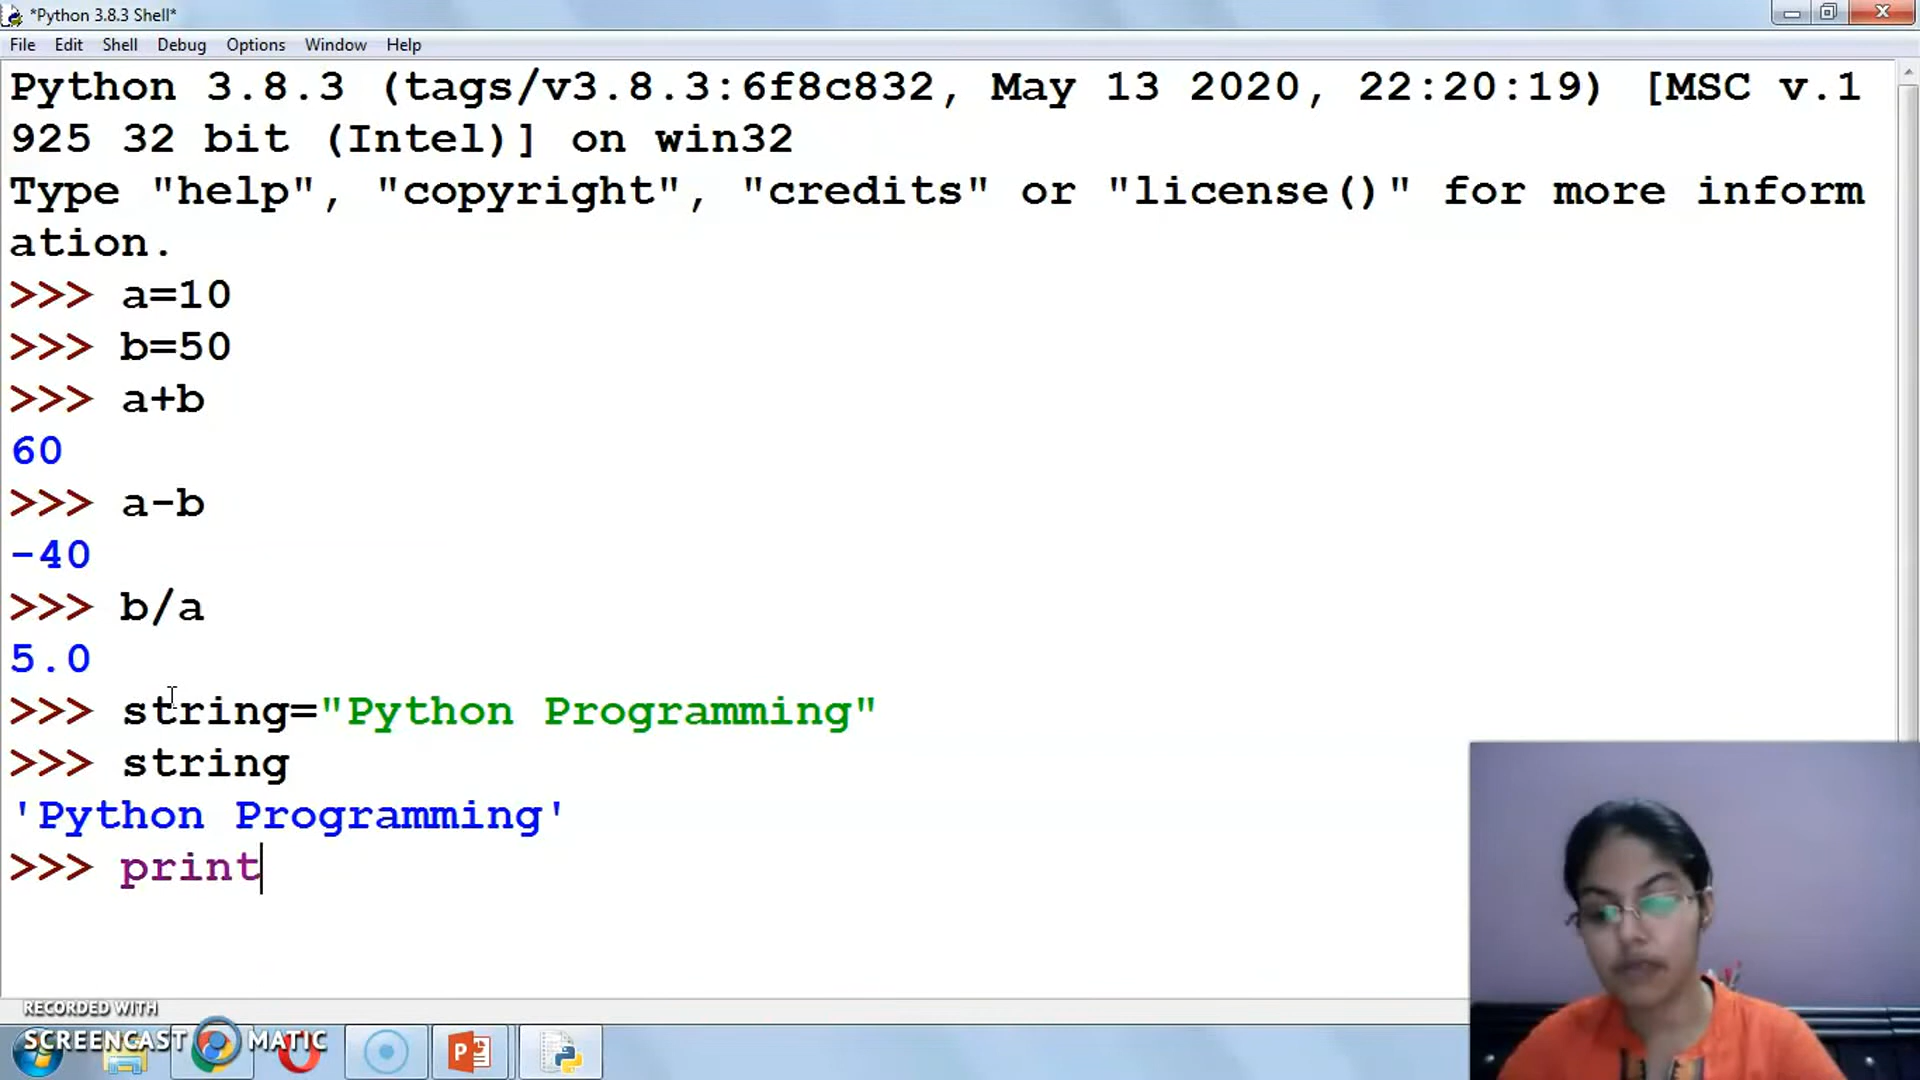 *Python 3.8.3 Shell*
File Edit Shell Debug Options Window Help
Python 3.8.3 (tags/v3.8.3:6f8c832, May 13 2020, 22:20:19) [MSC v.1
925 32 bit (Intel)] on win32
Type "help", "copyright", "credits" or "license()" for more inform
ation.
>>> a=10
>>> b=50
>>> a+b
60
>>> a-b
-40
>>> b/a
5.0
>>> string="Python Programming"
>>> string
'Python Programming'
>>> print
RECORDED WITH
SCREENCAST MATIC